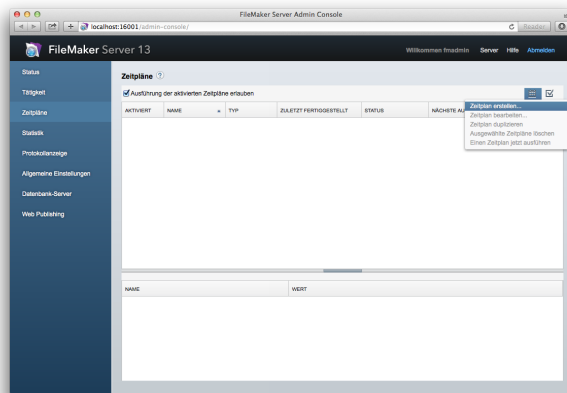 FileMaker Server Admin Console
localhost:16001/admin-console/
Reader
FileMaker Server 13
Willkommen fmadmin Server Hilfe Abmelden
Status
Tätigkeit
Zeitpläne
Statistik
Protokollanzeige
Allgemeine Einstellungen
Datenbank-Server
Web Publishing
Zeitpläne ?
Ausführung der aktivierten Zeitpläne erlauben
AKTIVIERT NAME TYP ZULETZT FERTIGGESTELLT STATUS NÄCHSTE
Zeitplan erstellen...
Zeitplan bearbeiten...
Zeitplan duplizieren
Ausgewählte Zeitpläne löschen
Einen Zeitplan jetzt ausführen
NAME WERT